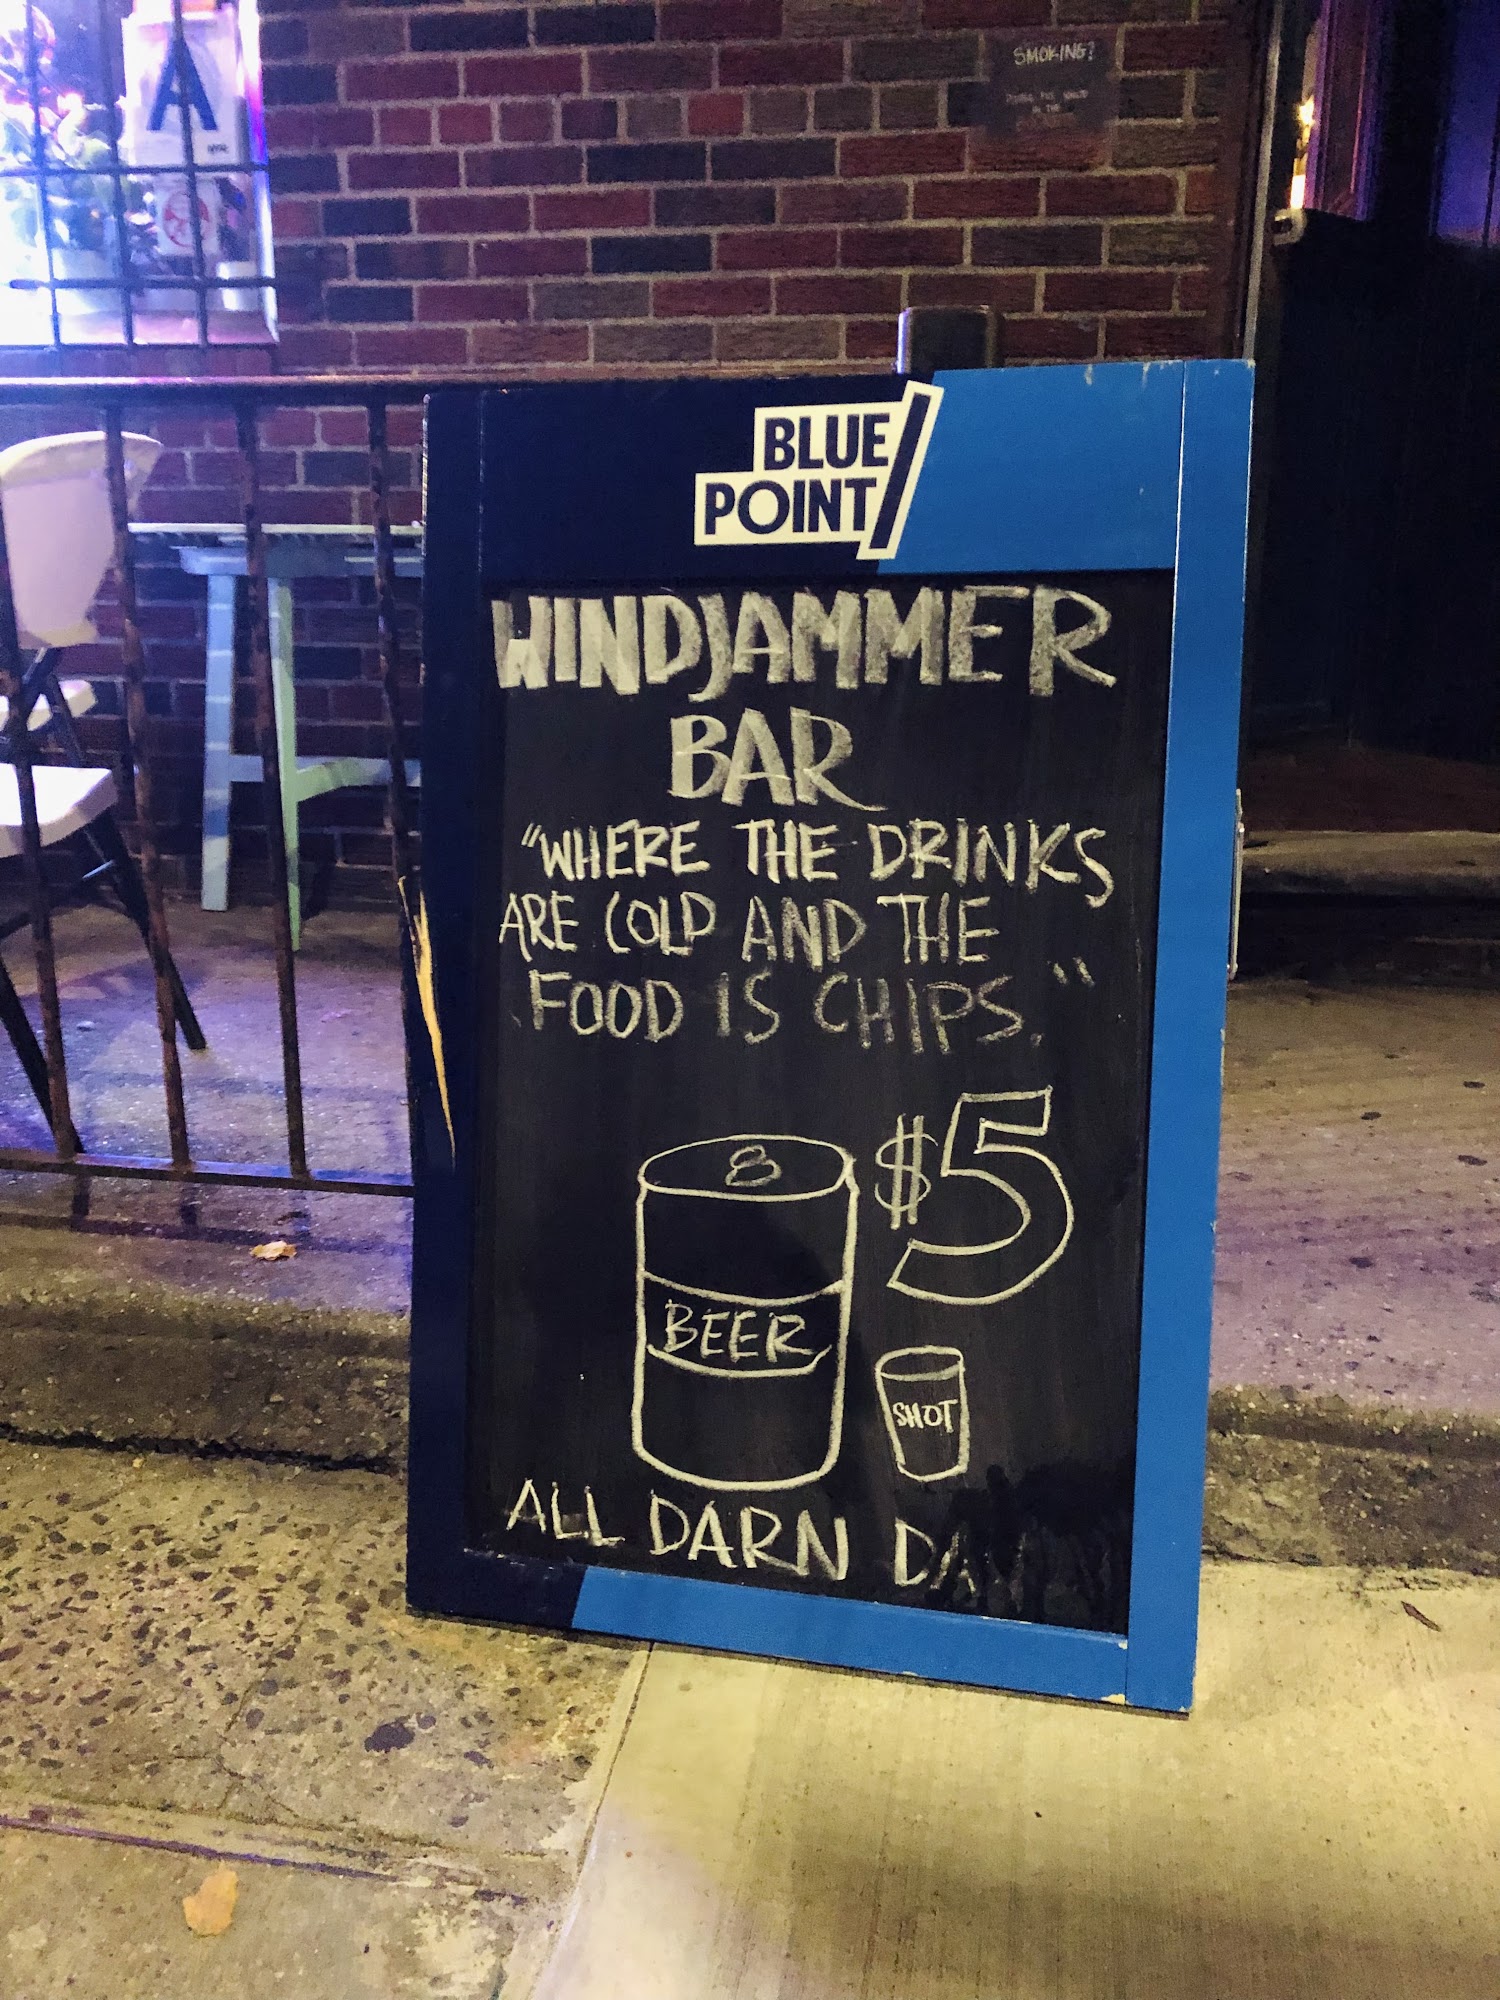 A
SMOKING?
BLUE
POINT
WINDJAMMER
BAR
"WHERE THE DRINKS
ARE COLD AND THE
FOOD IS CHIPS."
$5
BEER
SHOT
ALL DARN